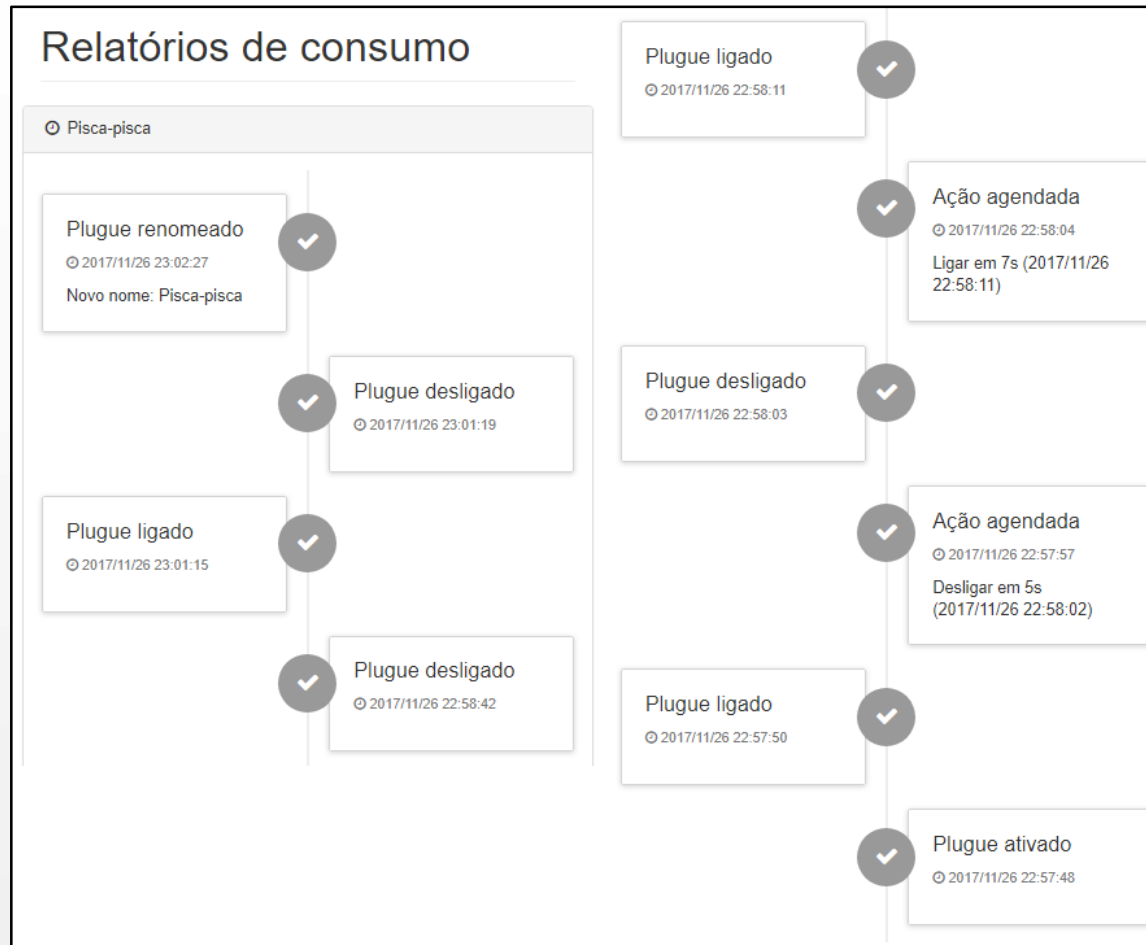 Relatórios de consumo
Pisca-pisca
Plugue renomeado
2017/11/26 23:02:27
Novo nome: Pisca-pisca
Plugue desligado
2017/11/26 23:01:19
Plugue ligado
2017/11/26 23:01:15
Plugue desligado
2017/11/26 22:58:42
Plugue ligado
2017/11/26 22:58:11
Ação agendada
2017/11/26 22:58:04
Ligar em 7s (2017/11/26
22:58:11)
Plugue desligado
2017/11/26 22:58:03
Ação agendada
2017/11/26 22:57:57
Desligar em 5s
(2017/11/26 22:58:02)
Plugue ligado
2017/11/26 22:57:50
Plugue ativado
2017/11/26 22:57:48